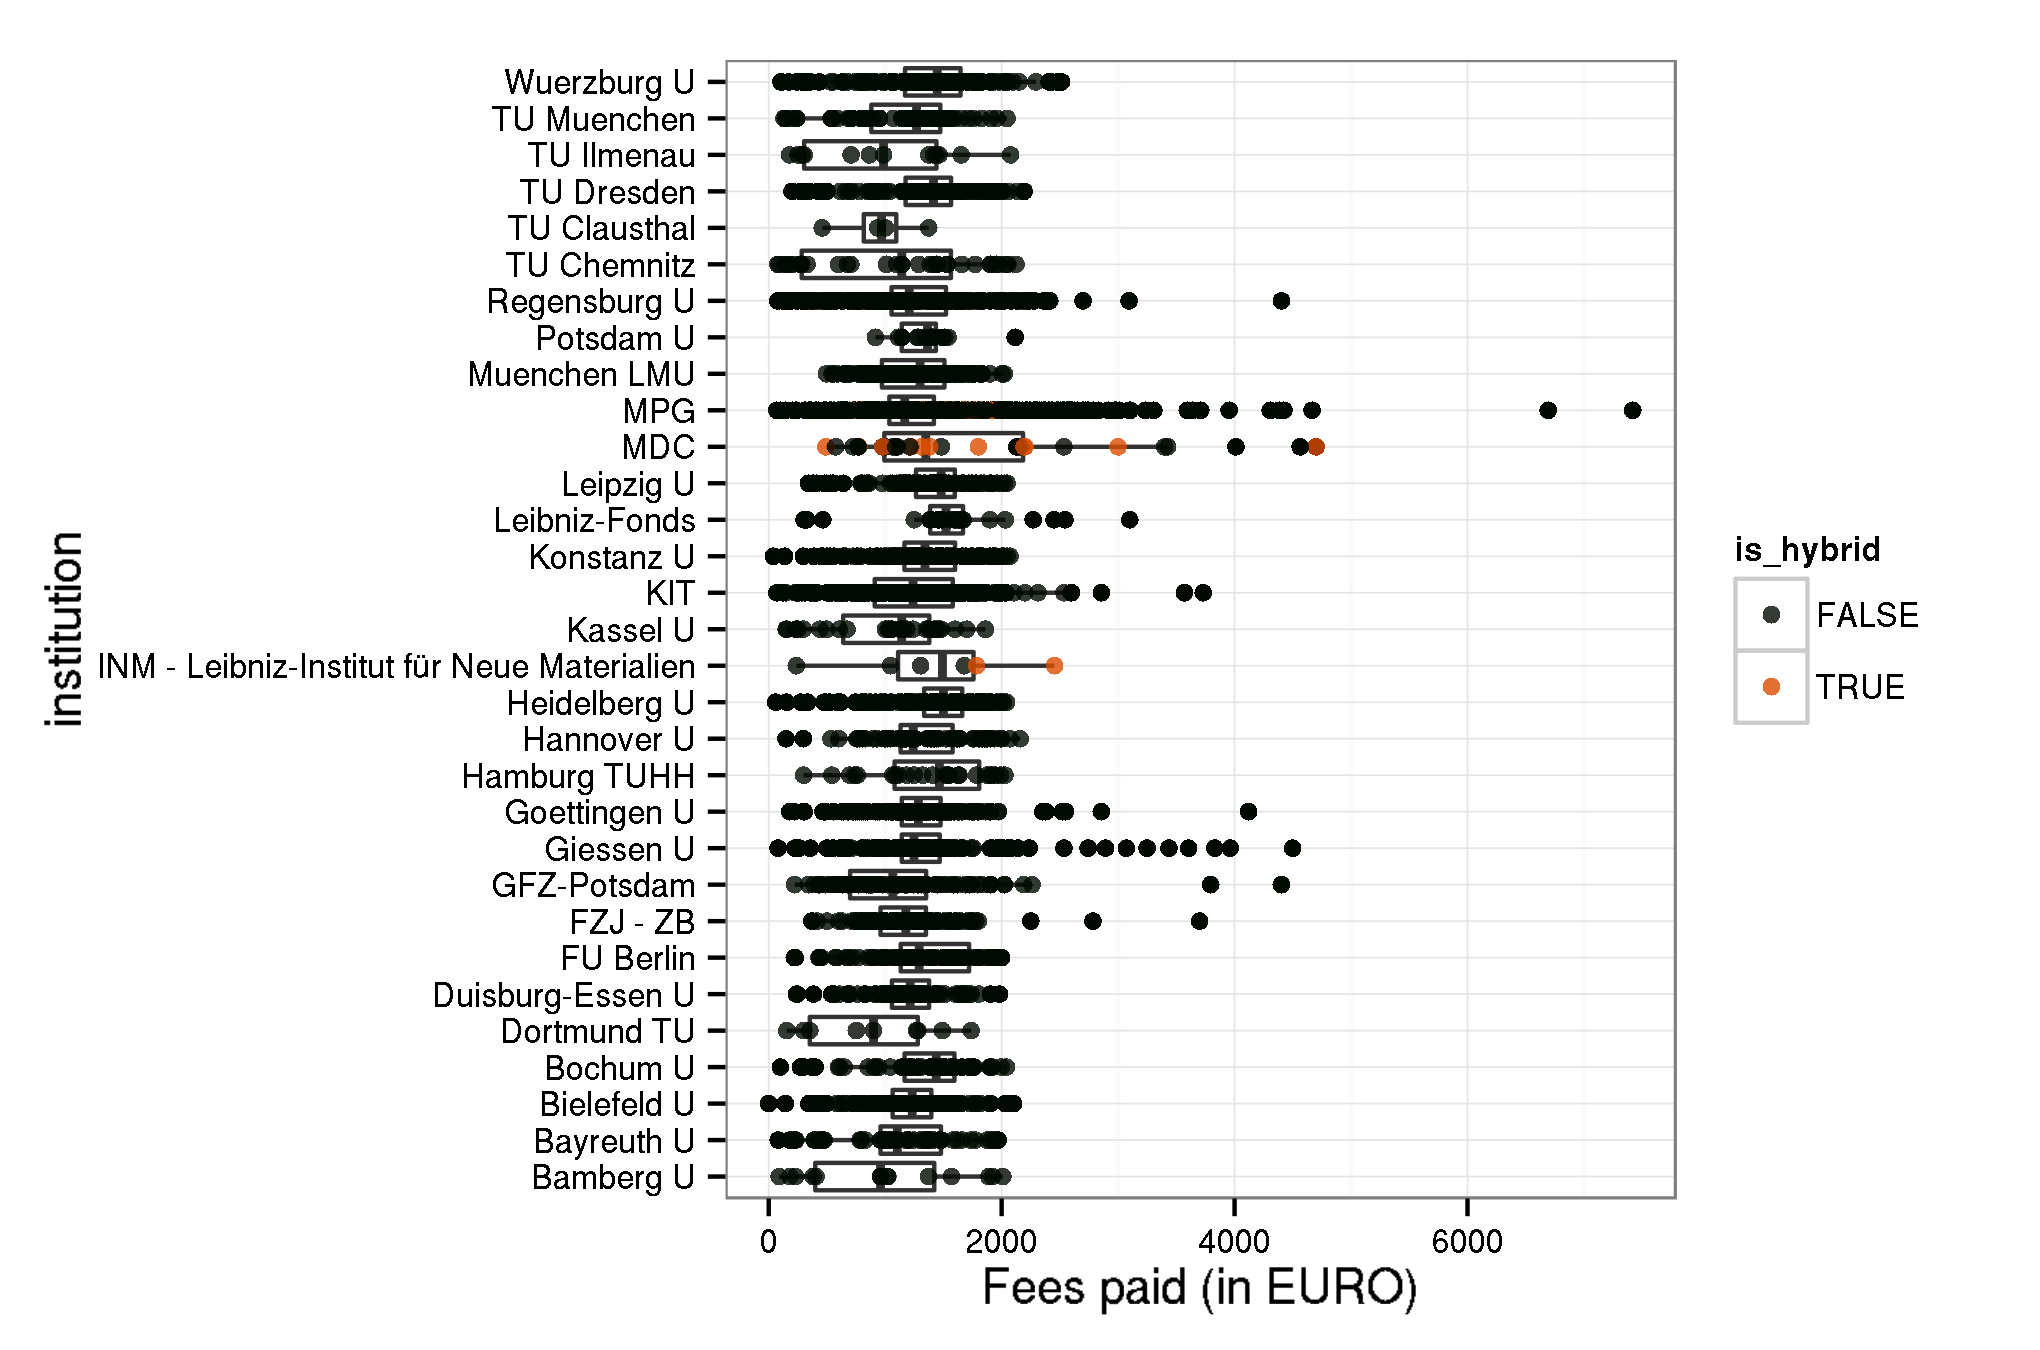 institution
Wuerzburg U
TU Muenchen
TU Ilmenau
TU Dresden
TU Clausthal
TU Chemnitz
Regensburg U
Potsdam U
Muenchen LMU
MPG
MDC
Leipzig U
Leibniz-Fonds
Konstanz U
KIT
Kassel U
INM - Leibniz-Institut für Neue Materialien
Heidelberg U
Hannover U
Hamburg TUHH
Goettingen U
Giessen U
GFZ-Potsdam
FZJ - ZB
FU Berlin
Duisburg-Essen U
Dortmund TU
Bochum U
Bielefeld U
Bayreuth U
Bamberg U
0 2000 4000 6000
Fees paid (in EURO)
is_hybrid
FALSE
TRUE